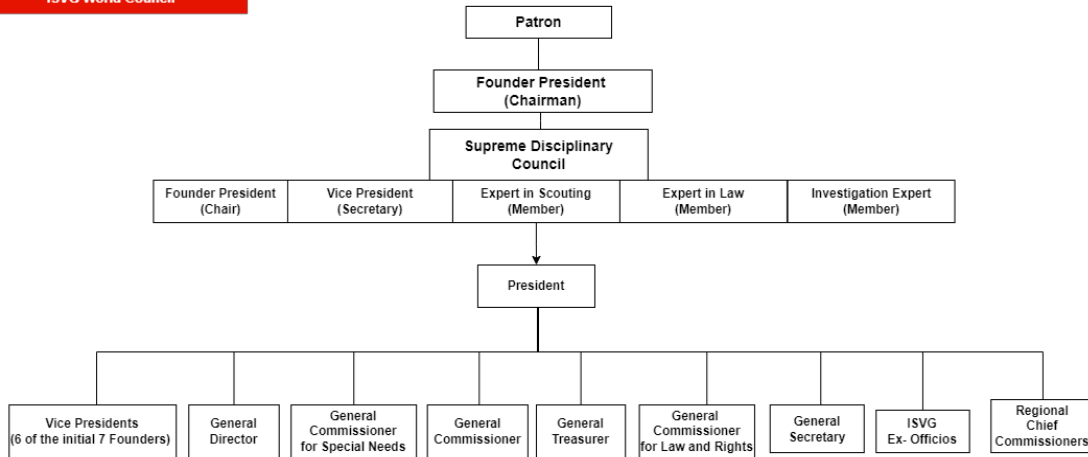 ISVG World Council
Patron
Founder President
(Chairman)
Supreme Disciplinary
Council
Founder President
(Chair)
Vice President
(Secretary)
Expert in Scouting
(Member)
Expert in Law
(Member)
Investigation Expert
(Member)
President
Vice Presidents
(6 of the initial 7 Founders)
General
Director
General
Commissioner
for Special Needs
General
Commissioner
General
Treasurer
General
Commissioner
for Law and Rights
General
Secretary
ISVG
Ex- Officios
Regional
Chief
Commissioners